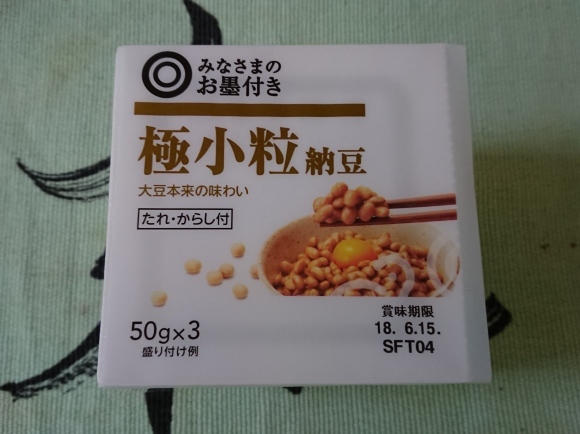 みなさまの
お墨付き
極小粒 納豆
大豆本来の味わい
たれ・からし付
50g×3
盛り付け例
賞味期限
18. 6.15.
SFT04